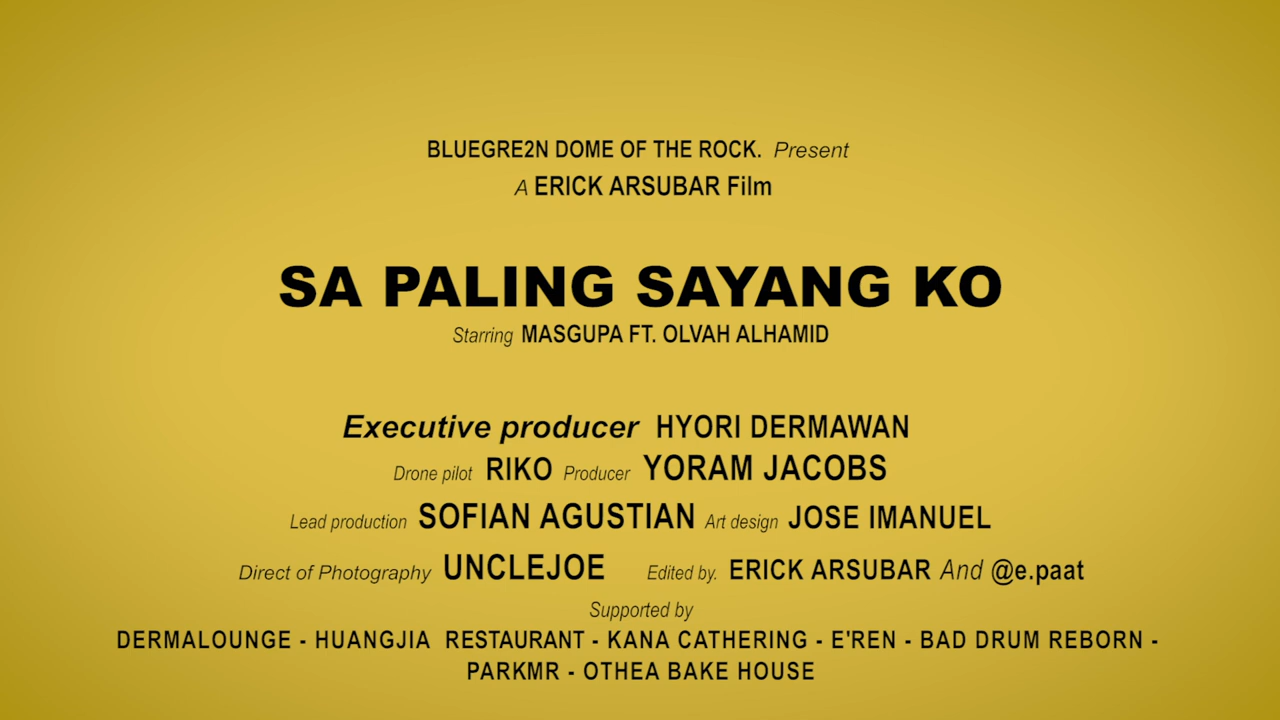 BLUEGRE2N DOME OF THE ROCK. Present
A ERICK ARSUBAR Film
SA PALING SAYANG KO
Starring MASGUPA FT. OLVAH ALHAMID
Executive producer HYORI DERMAWAN
Drone pilot RIKO Producer YORAM JACOBS
Lead production SOFIAN AGUSTIAN Art design JOSE IMANUEL
Direct of Photography UNCLEJOE Edited by. ERICK ARSUBAR And @e.paat
Supported by
DERMALOUNGE - HUANGJIA RESTAURANT - KANA CATHERING - E'REN - BAD DRUM REBORN -
PARKMR - OTHEA BAKE HOUSE